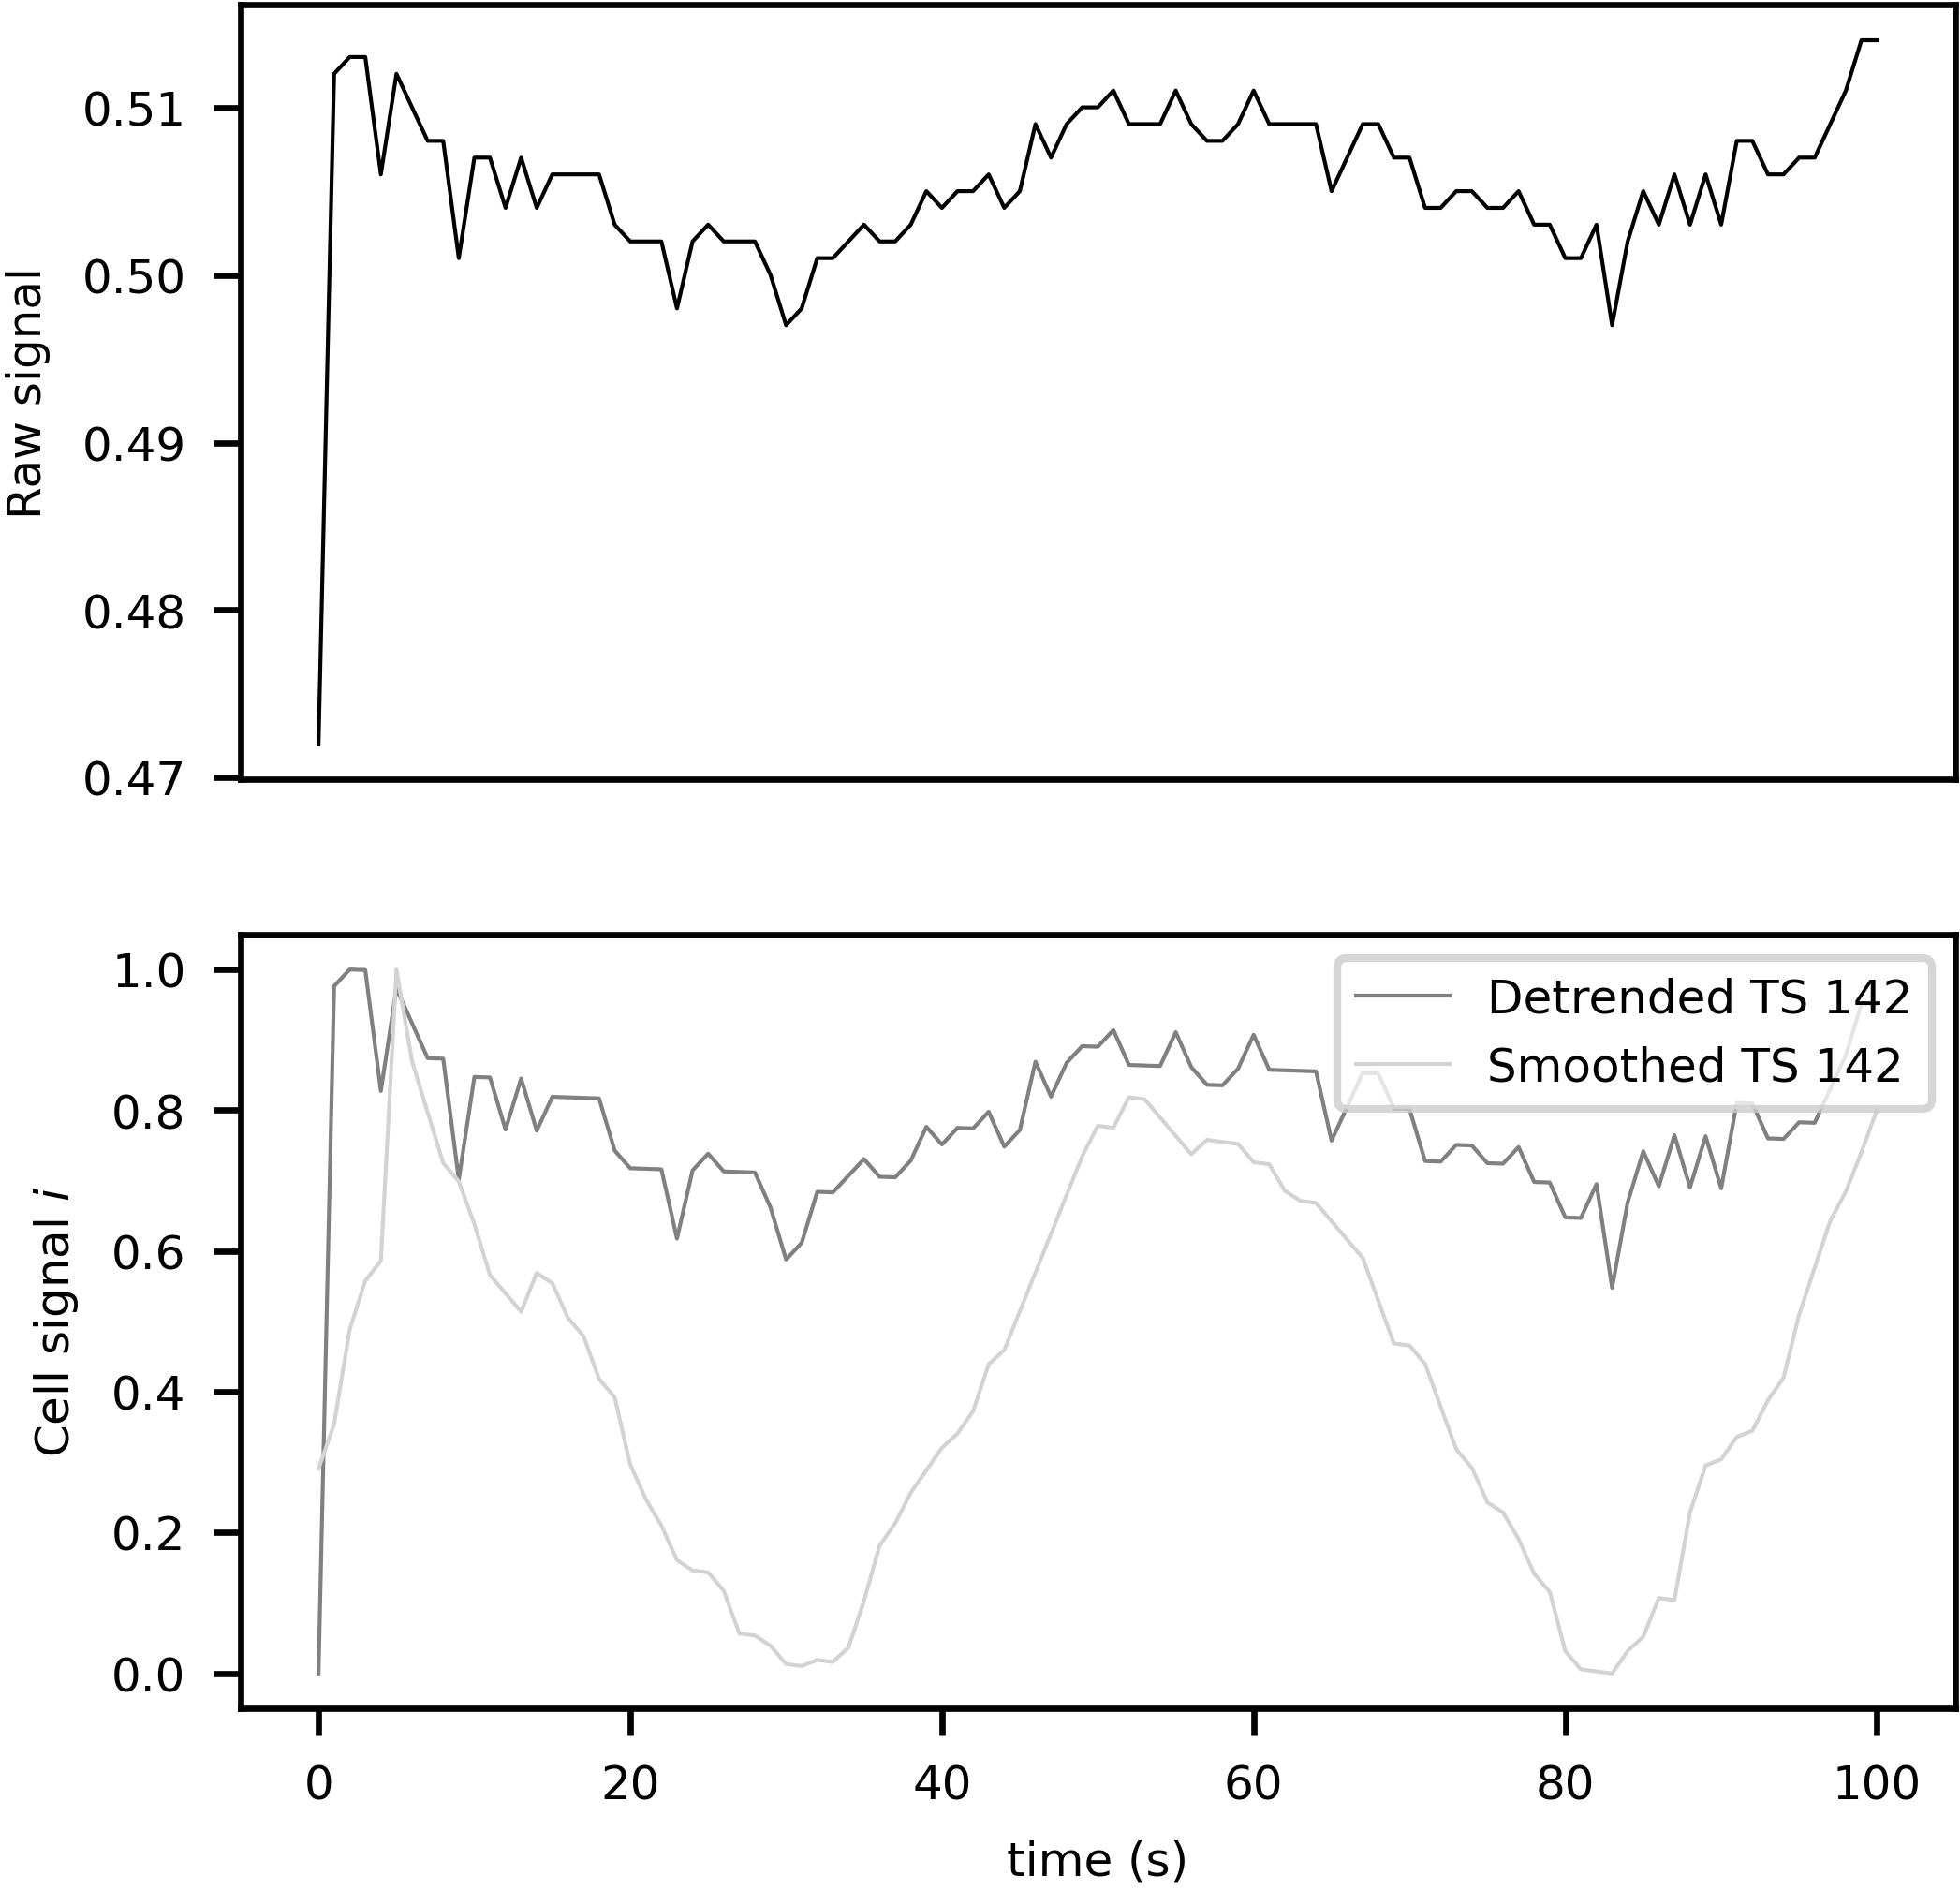 Raw signal
0.51
0.50
0.49
0.48
0.47
Cell signal i
1.0
0.8
0.6
0.4
0.2
0.0
Detrended TS 142
Smoothed TS 142
0 20 40 60 80 100
time (s)